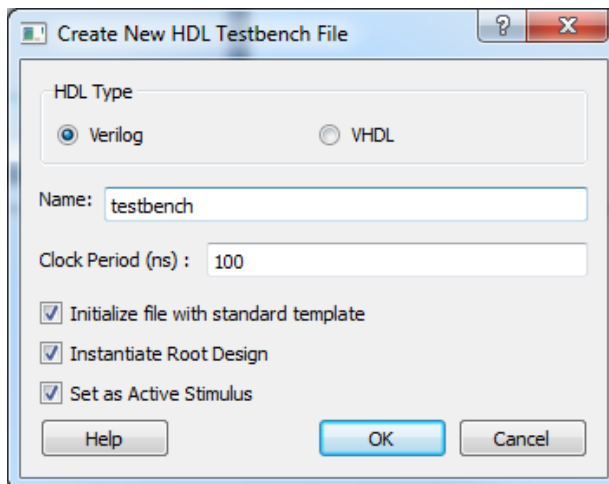 Create New HDL Testbench File
HDL Type
Verilog VHDL
Name: testbench
Clock Period (ns) : 100
Initialize file with standard template
Instantiate Root Design
Set as Active Stimulus
Help OK Cancel